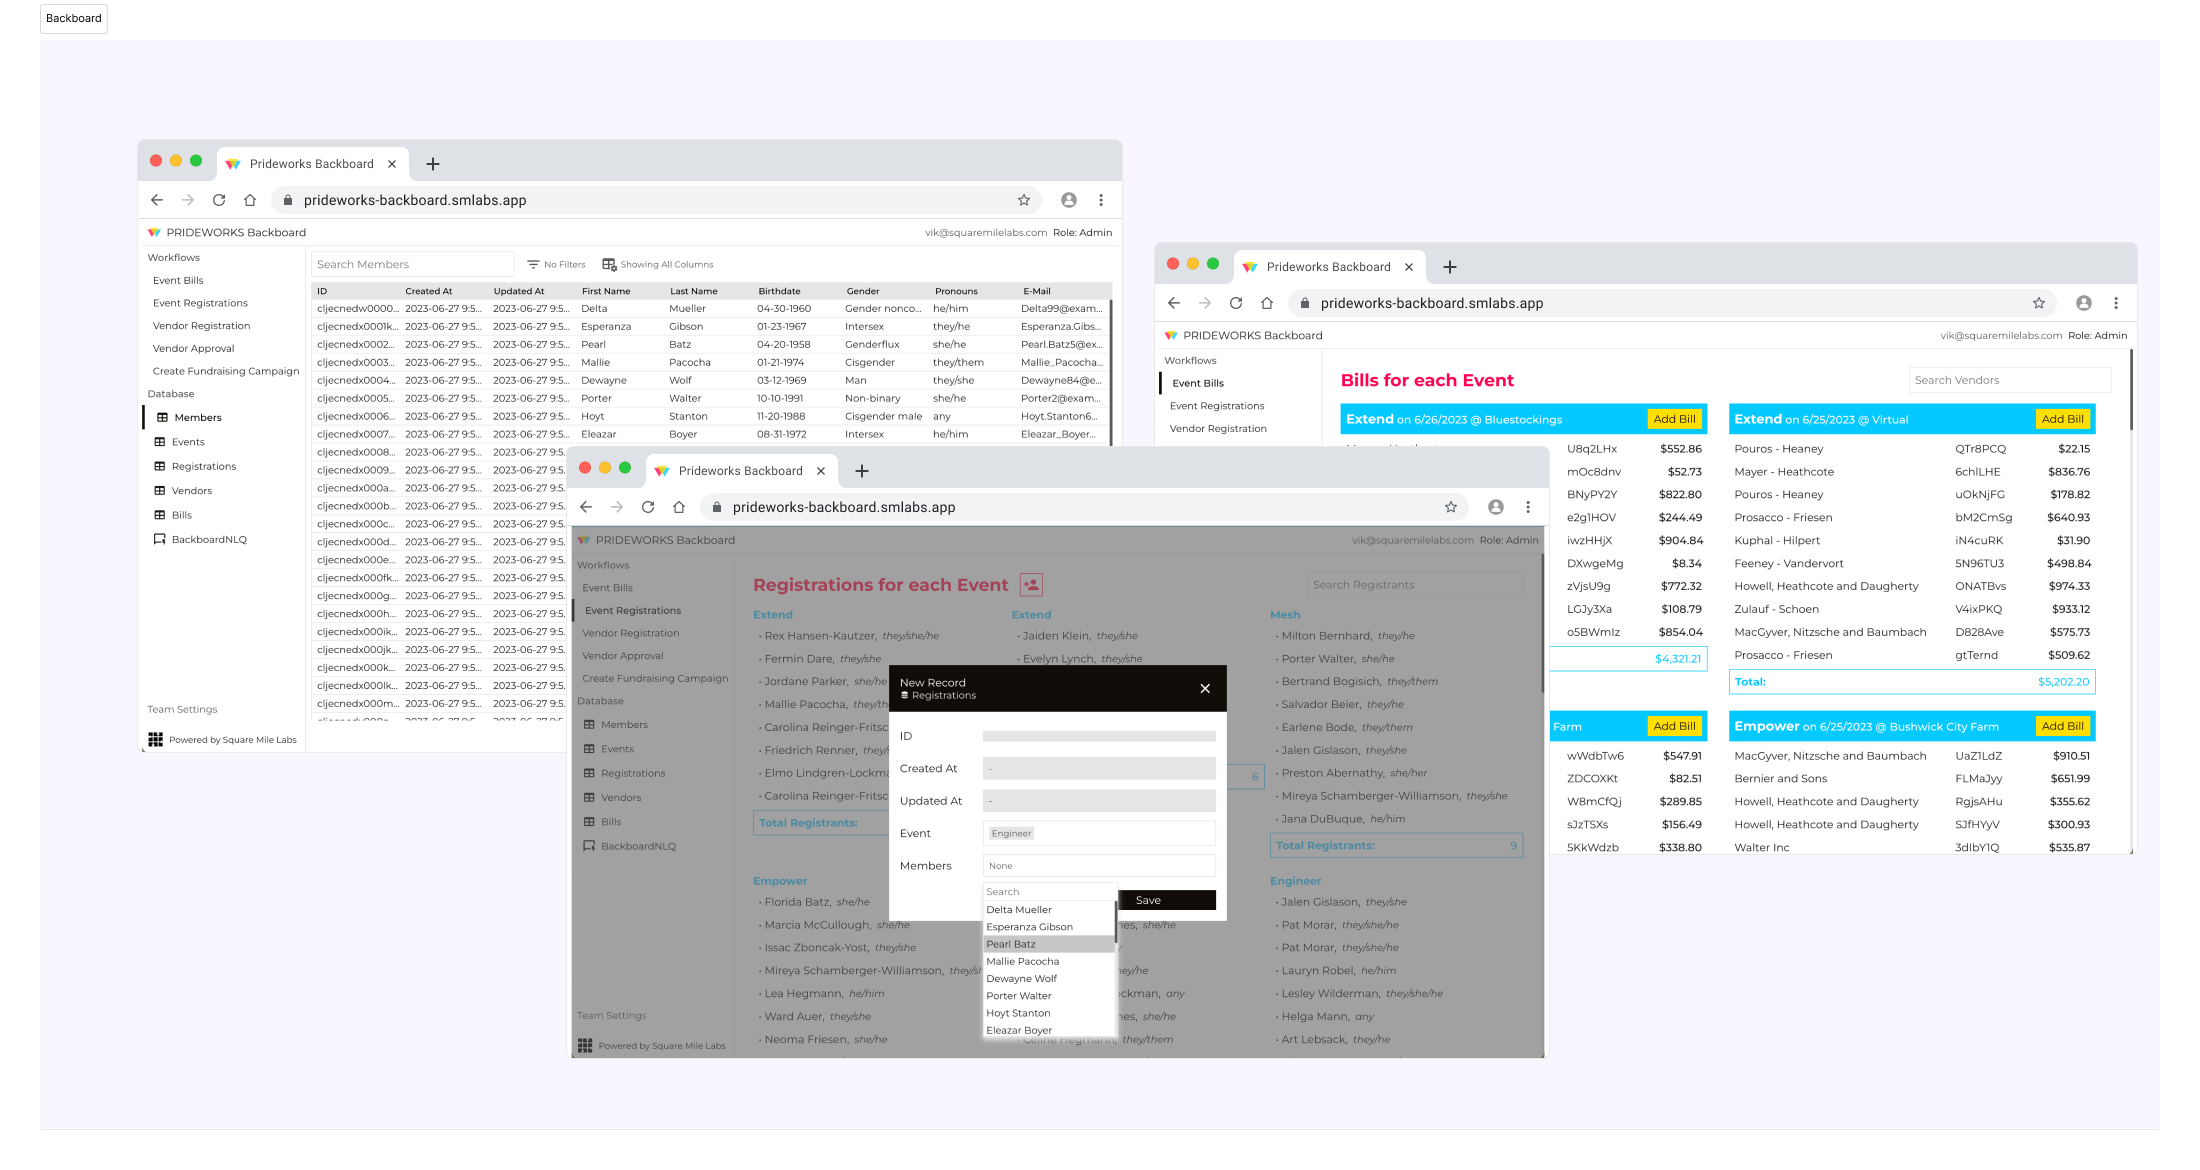 Backboard
Prideworks Backboard
prideworks-backboard.smlabs.app
PRIDEWORKS Backboard
vik@squaremilelabs.com Role: Admin
Workflows
Event Bills
Event Registrations
Vendor Registration
Vendor Approval
Create Fundraising Campaign
Database
Members
Events
Registrations
Vendors
Bills
BackboardNLQ
Team Settings
Powered by Square Mile Labs
Search Members
No Filters
Showing All Columns
ID Created At Updated At First Name Last Name Birthdate Gender Pronouns E-Mail
cljecnedw0000... 2023-06-27 9:5... 2023-06-27 9:5... Delta Mueller 04-30-1960 Gender nonco... he/him Delta99@exam...
cljecnedx0001k... 2023-06-27 9:5... 2023-06-27 9:5... Esperanza Gibson 01-23-1967 Intersex they/he Esperanza.Gibs...
cljecnedx0002... 2023-06-27 9:5... 2023-06-27 9:5... Pearl Batz 04-20-1958 Genderflux she/he Pearl.Batz5@ex...
cljecnedx0003... 2023-06-27 9:5... 2023-06-27 9:5... Mallie Pacocha 01-21-1974 Cisgender they/them Mallie_Pacocha...
cljecnedx0004... 2023-06-27 9:5... 2023-06-27 9:5... Dewayne Wolf 03-12-1969 Man they/she Dewayne84@e...
cljecnedx0005... 2023-06-27 9:5... 2023-06-27 9:5... Porter Walter 10-10-1991 Non-binary she/he Porter2@exam...
cljecnedx0006... 2023-06-27 9:5... 2023-06-27 9:5... Hoyt Stanton 11-20-1988 Cisgender male any Hoyt.Stanton6...
cljecnedx0007... 2023-06-27 9:5... 2023-06-27 9:5... Eleazar Boyer 08-31-1972 Intersex he/him Eleazar_Boyer...
cljecnedx0008... 2023-06-27 9:5... 2023-06-27 9:5.
cljecnedx0009... 2023-06-27 9:5... 2023-06-27 9:5.
cljecnedx000a... 2023-06-27 9:5... 2023-06-27 9:5.
cljecnedx000b... 2023-06-27 9:5... 2023-06-27 9:5.
cljecnedx000c... 2023-06-27 9:5... 2023-06-27 9:5.
cljecnedx000d... 2023-06-27 9:5... 2023-06-27 9:5.
cljecnedx000e... 2023-06-27 9:5... 2023-06-27 9:5.
cljecnedx000fk... 2023-06-27 9:5... 2023-06-27 9:5.
cljecnedx000g... 2023-06-27 9:5... 2023-06-27 9:5.
cljecnedx000h... 2023-06-27 9:5... 2023-06-27 9:5.
cljecnedx000ik... 2023-06-27 9:5... 2023-06-27 9:5.
cljecnedx000jk... 2023-06-27 9:5... 2023-06-27 9:5.
cljecnedx000k... 2023-06-27 9:5... 2023-06-27 9:5.
cljecnedx000lk... 2023-06-27 9:5... 2023-06-27 9:5.
cljecnedx000m... 2023-06-27 9:5... 2023-06-27 9:5.
Prideworks Backboard
prideworks-backboard.smlabs.app
PRIDEWORKS Backboard
vik@squaremilelabs.com Role: Admin
Workflows
Event Bills
Event Registrations
Vendor Registration
Bills for each Event
Search Vendors
Extend on 6/26/2023 @ Bluestockings Add Bill
U8q2LHx $552.86
mOc8dnv $52.73
BNyPY2Y $822.80
e2g1HOV $244.49
iwzHHjX $904.84
DXwgeMg $8.34
zVjsU9g $772.32
LGJy3Xa $108.79
o5BWmIz $854.04
$4,321.21
Extend on 6/25/2023 @ Virtual Add Bill
Pouros - Heaney QTr8PCQ $22.15
Mayer - Heathcote 6chlLHE $836.76
Pouros - Heaney uOkNjFG $178.82
Prosacco - Friesen bM2CmSg $640.93
Kuphal - Hilpert iN4cuRK $31.90
Feeney - Vandervort 5N96TU3 $498.84
Howell, Heathcote and Daugherty ONATBvs $974.33
Zulauf - Schoen V4ixPKQ $933.12
MacGyver, Nitzsche and Baumbach D828Ave $575.73
Prosacco - Friesen gtTernd $509.62
Total: $5,202.20
Farm Add Bill
wWdbTw6 $547.91
ZDCOXKt $82.51
W8mCfQj $289.85
sJzTSXs $156.49
5KkWdzb $338.80
Empower on 6/25/2023 @ Bushwick City Farm Add Bill
MacGyver, Nitzsche and Baumbach UaZ1LdZ $910.51
Bernier and Sons FLMaJyy $651.99
Howell, Heathcote and Daugherty RgjsAHu $355.62
Howell, Heathcote and Daugherty SJfHYyV $300.93
Walter Inc 3dIbY1Q $535.87
Prideworks Backboard
prideworks-backboard.smlabs.app
PRIDEWORKS Backboard
vik@squaremilelabs.com Role: Admin
Workflows
Event Bills
Event Registrations
Vendor Registration
Vendor Approval
Create Fundraising Campaign
Database
Members
Events
Registrations
Vendors
Bills
BackboardNLQ
Team Settings
Powered by Square Mile Labs
Registrations for each Event
Search Registrants
Extend
• Rex Hansen-Kautzer, they/she/he
• Fermin Dare, they/she
• Jordane Parker, she/he
• Mallie Pacocha, they/th
• Carolina Reinger-Fritsc
• Friedrich Renner, they/s
• Elmo Lindgren-Lockma
• Carolina Reinger-Fritsc
Total Registrants:
Extend
• Jaiden Klein, they/she
• Evelyn Lynch, they/she
6
Mesh
• Milton Bernhard, they/he
• Porter Walter, she/he
• Bertrand Bogisich, they/them
• Salvador Beier, they/he
• Earlene Bode, they/them
• Jalen Gislason, they/she
• Preston Abernathy, she/her
• Mireya Schamberger-Williamson, they/she
• Jana DuBuque, he/him
Total Registrants: 9
Empower
• Florida Batz, she/he
• Marcia McCullough, she/he
• Issac Zboncak-Yost, they/she
• Mireya Schamberger-Williamson, they/sh
• Lea Hegmann, he/him
• Ward Auer, they/she
• Neoma Friesen, she/he
nes, she/he
ey/he
ckman, any
nes, she/he
• Celine Hegmann, they/them
Engineer
• Jalen Gislason, they/she
• Pat Morar, they/she/he
• Pat Morar, they/she/he
• Lauryn Robel, he/him
• Lesley Wilderman, they/she/he
• Helga Mann, any
• Art Lebsack, they/he
New Record
Registrations
ID
Created At -
Updated At -
Event Engineer
Members None
Save
Search
Delta Mueller
Esperanza Gibson
Pearl Batz
Mallie Pacocha
Dewayne Wolf
Porter Walter
Hoyt Stanton
Eleazar Boyer